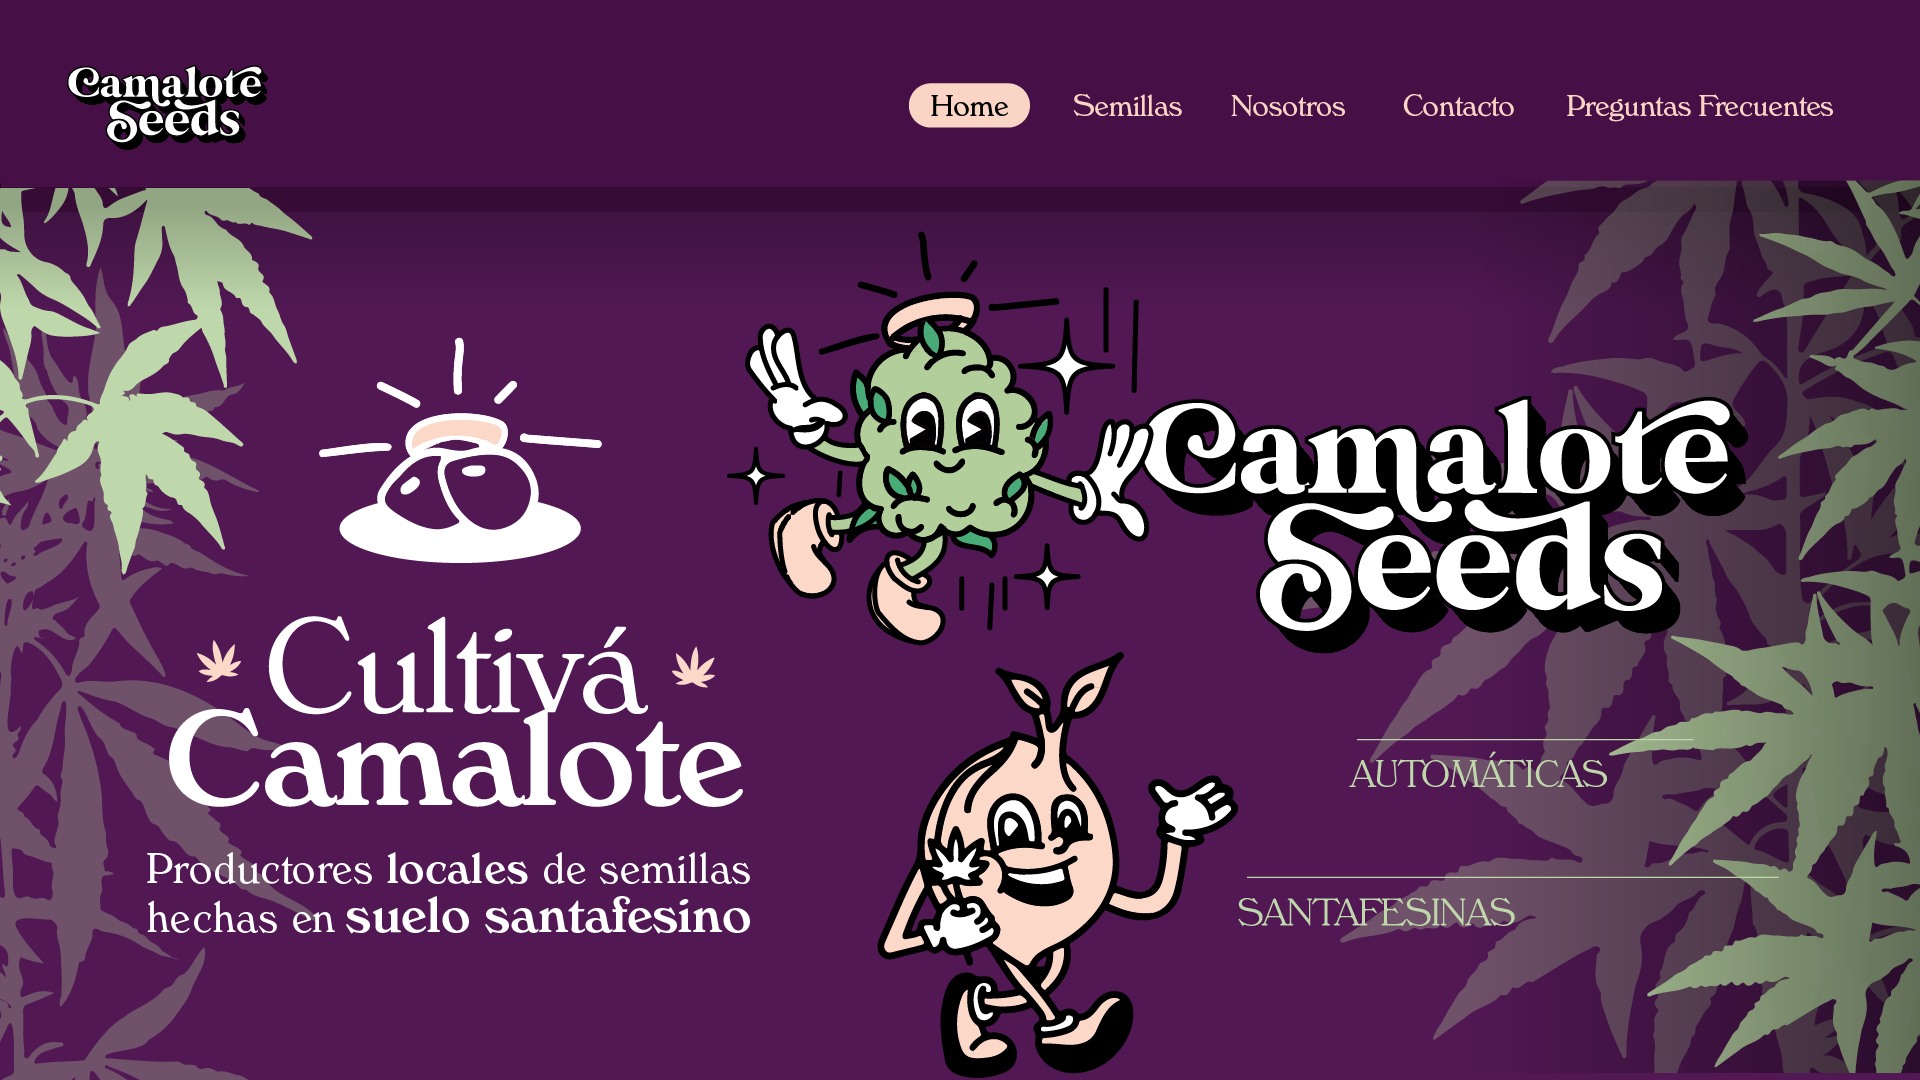 Camalote
Seeds
Home Semillas Nosotros Contacto Preguntas Frecuentes
Camalote
Seeds
Cultivá
Camalote
Productores locales de semillas
hechas en suelo santafesino
AUTOMÁTICAS
SANTAFESINAS